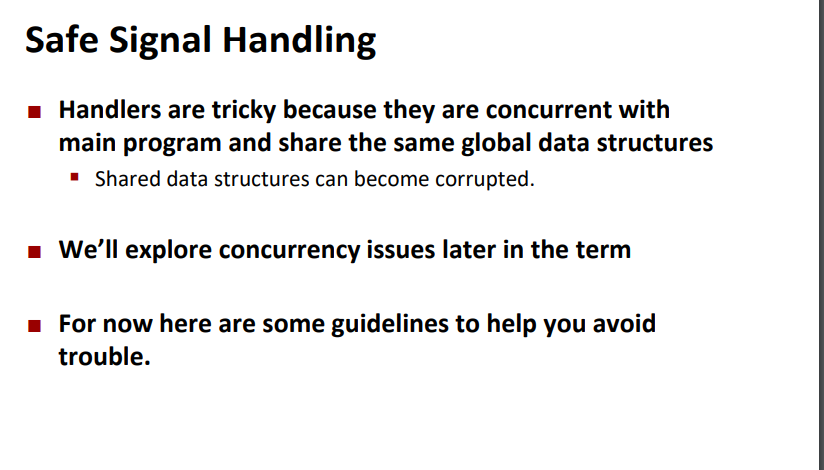 Safe Signal Handling
Handlers are tricky because they are concurrent with
main program and share the same global data structures
Shared data structures can become corrupted.
We’ll explore concurrency issues later in the term
For now here are some guidelines to help you avoid
trouble.